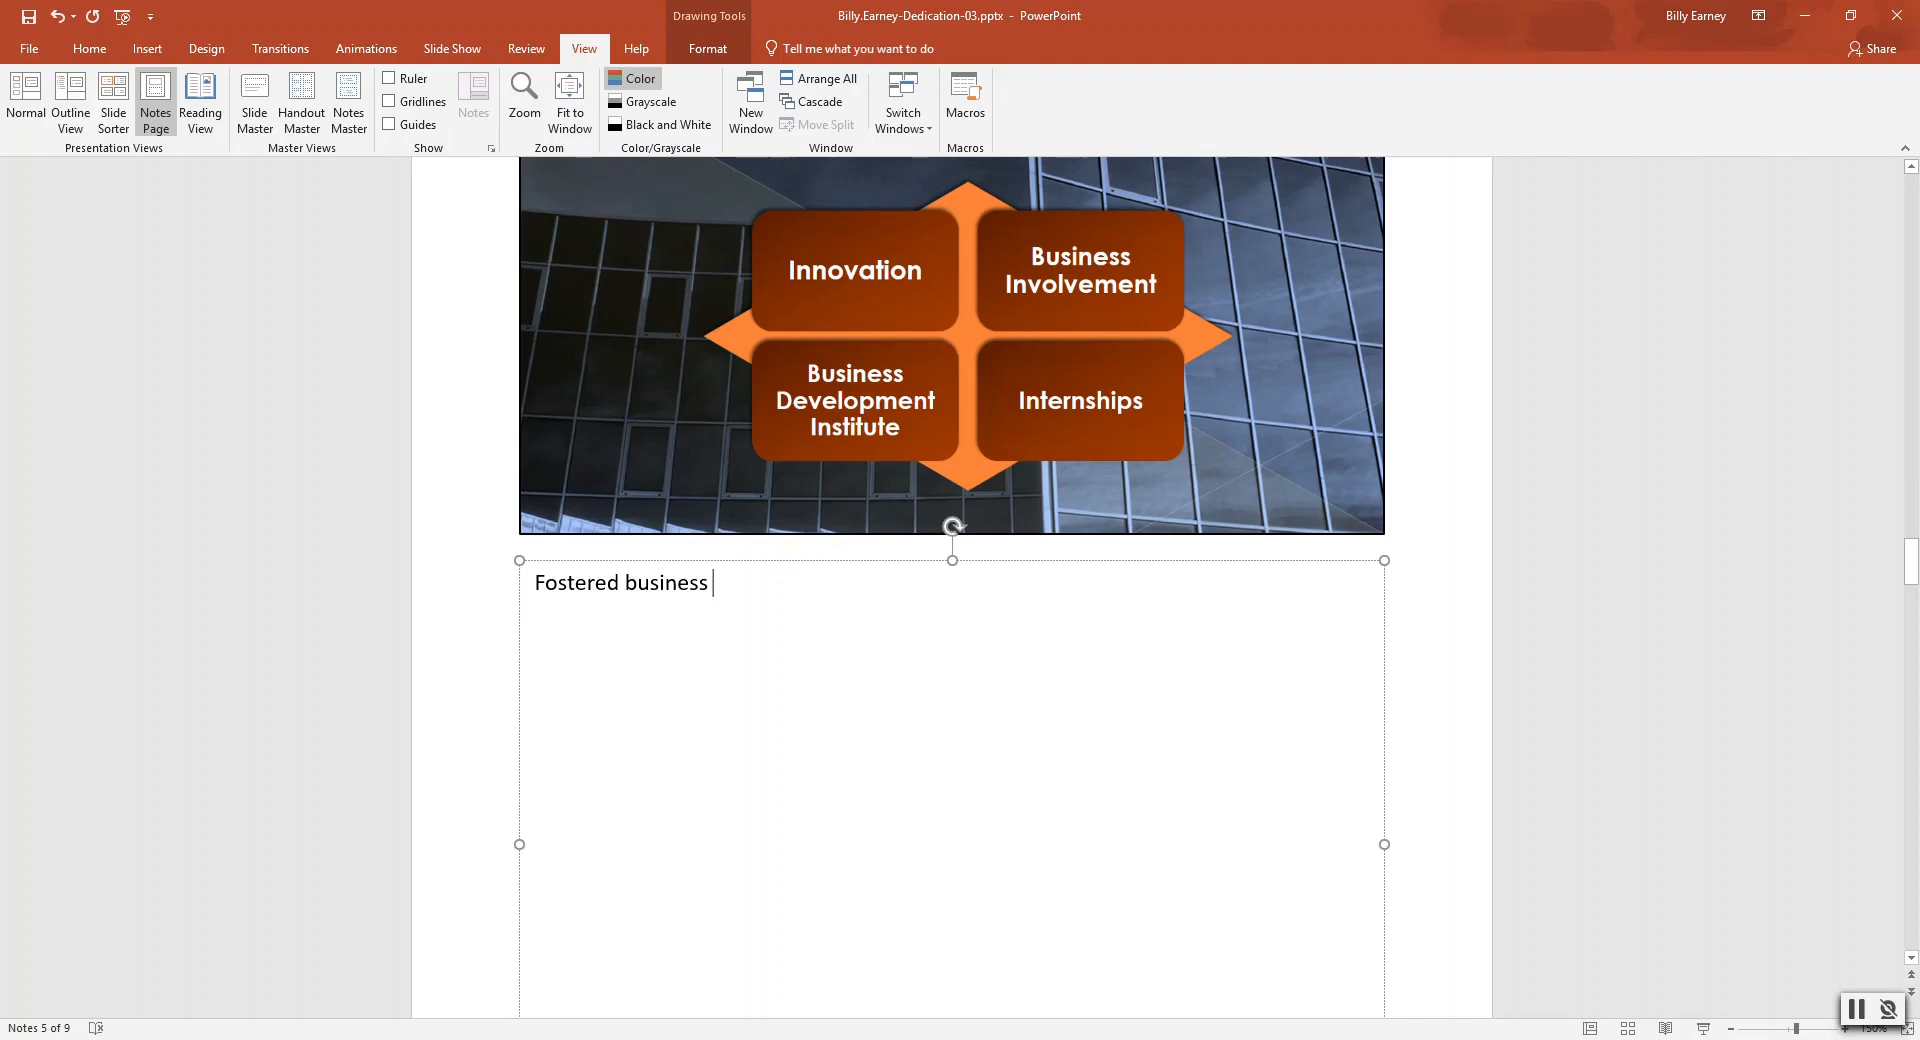 Drawing Tools
Billy.Earney-Dedication-03.pptx - PowerPoint
Billy Earney
File Home Insert Design Transitions Animations Slide Show Review View Help Format Tell me what you want to do Share
Normal
Outline View
Slide Sorter
Notes Page
Reading View
Presentation Views
Slide Master
Handout Master
Notes Master
Master Views
Ruler
Gridlines
Guides
Notes
Show
Zoom
Fit to Window
Zoom
Color
Grayscale
Black and White
Color/Grayscale
New Window
Arrange All
Cascade
Move Split
Switch Windows
Window
Macros
Macros
Innovation
Business
Involvement
Business
Development
Institute
Internships
Fostered business
Notes 5 of 9
150%